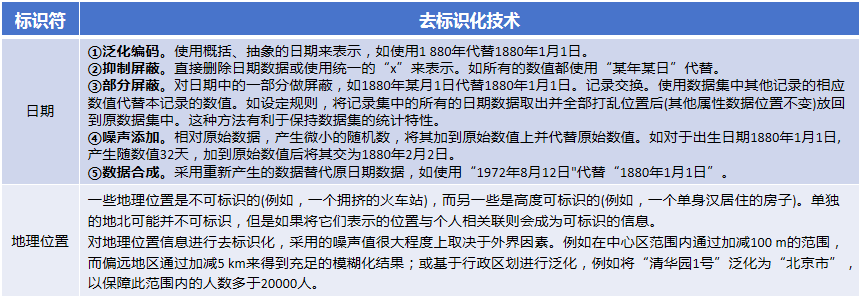 标识符
去标识化技术
日期
①泛化编码。使用概括、抽象的日期来表示，如使用1 880年代替1880年1月1日。
②抑制屏蔽。直接删除日期数据或使用统一的“x”来表示。如所有的数值都使用“某年某日”代替。
③部分屏蔽。对日期中的一部分做屏蔽，如1880年某月1日代替1880年1月1日。记录交换。使用数据集中其他记录的相应
数值代替本记录的数值。如设定规则，将记录集中的所有的日期数据取出并全部打乱位置后(其他属性数据位置不变)放回
到原数据集中。这种方法有利于保持数据集的统计特性。
④噪声添加。相对原始数据，产生微小的随机数，将其加到原始数值上并代替原始数值。如对于出生日期1880年1月1日,
产生随数值32天，加到原始数值后将其交为1880年2月2日。
⑤数据合成。采用重新产生的数据替代原日期数据，如使用“1972年8月12日"代替“1880年1月1日”。
地理位置
一些地理位置是不可标识的(例如，一个拥挤的火车站)，而另一些是高度可标识的(例如，一个单身汉居住的房子)。单独
的地北可能并不可标识，但是如果将它们表示的位置与个人相关联则会成为可标识的信息。
对地理位置信息进行去标识化，采用的噪声值很大程度上取决于外界因素。例如在中心区范围内通过加减100 m的范围，
而偏远地区通过加减5 km来得到充足的模糊化结果；或基于行政区划进行泛化，例如将“清华园1号”泛化为“北京市”，
以保障此范围内的人数多于20000人。